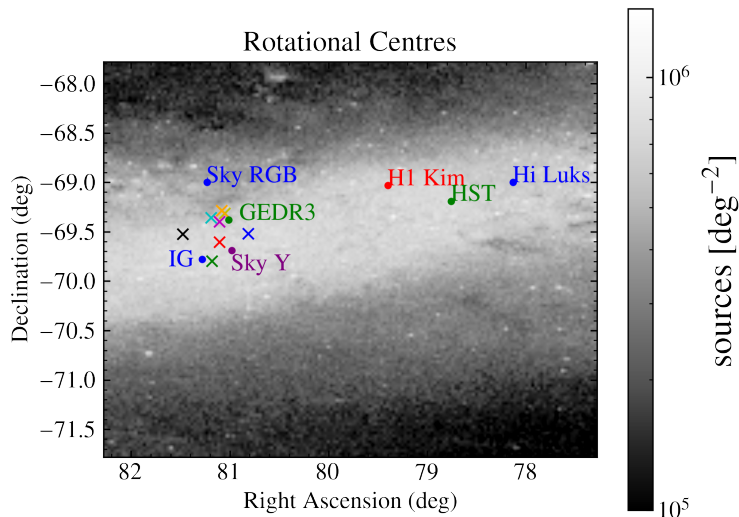 Rotational Centres
−68.0
−68.5
−69.0
−69.5
−70.0
−70.5
−71.0
−71.5
Declination (deg)
Sky RGB
H1 Kim
Hi Luks
HST
GEDR3
IG
Sky Y
82
81
80
79
78
Right Ascension (deg)
10⁶
10⁵
sources [deg⁻²]